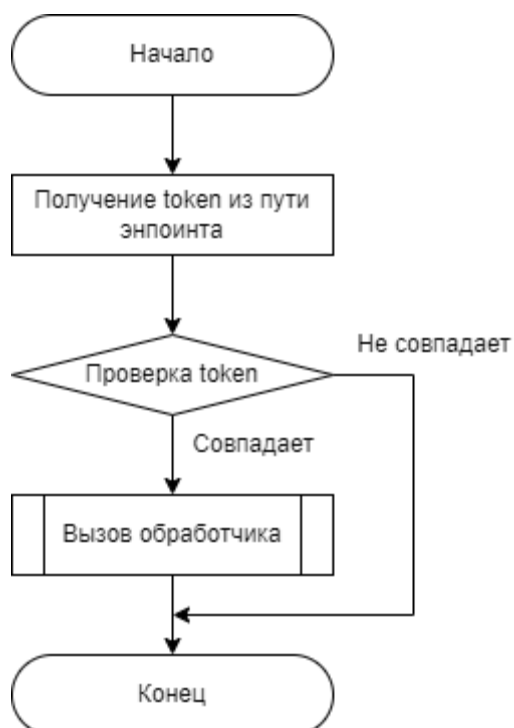 Начало
Получение token из пути
энпоинта
Не совпадает
Проверка token
Совпадает
Вызов обработчика
Конец